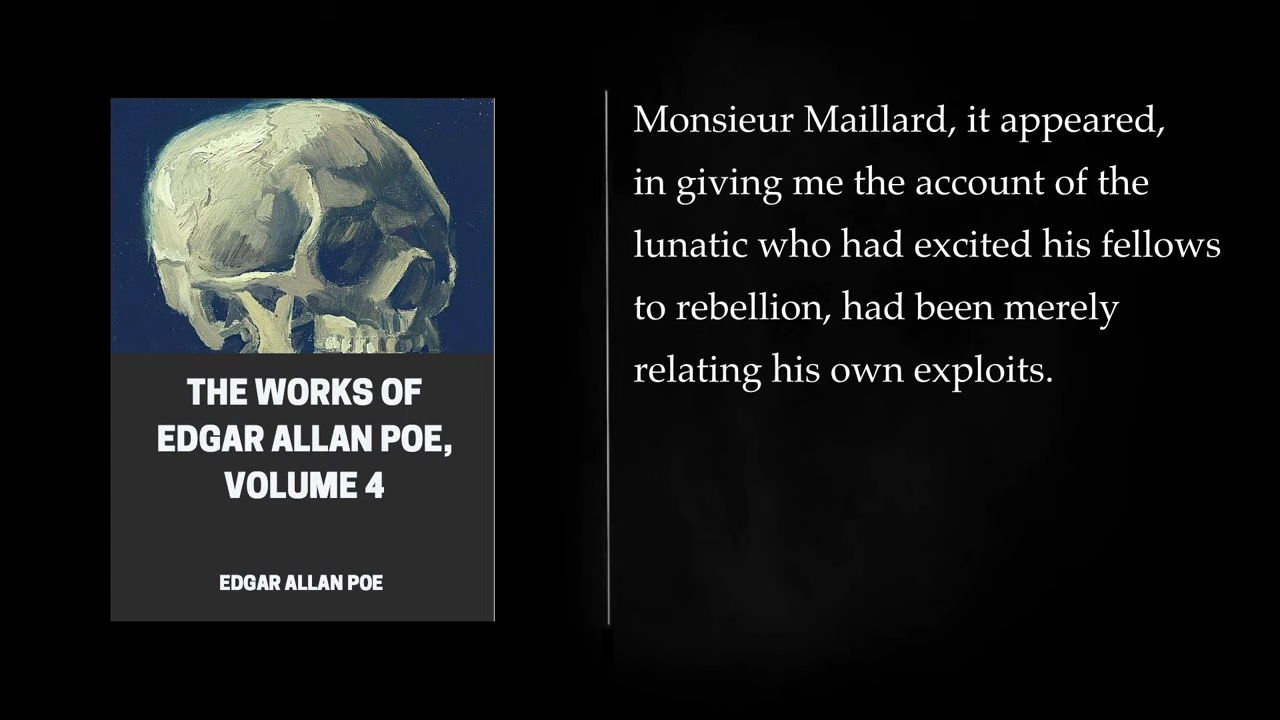 THE WORKS OF
EDGAR ALLAN POE,
VOLUME 4
EDGAR ALLAN POE
Monsieur Maillard, it appeared,
in giving me the account of the
lunatic who had excited his fellows
to rebellion, had been merely
relating his own exploits.